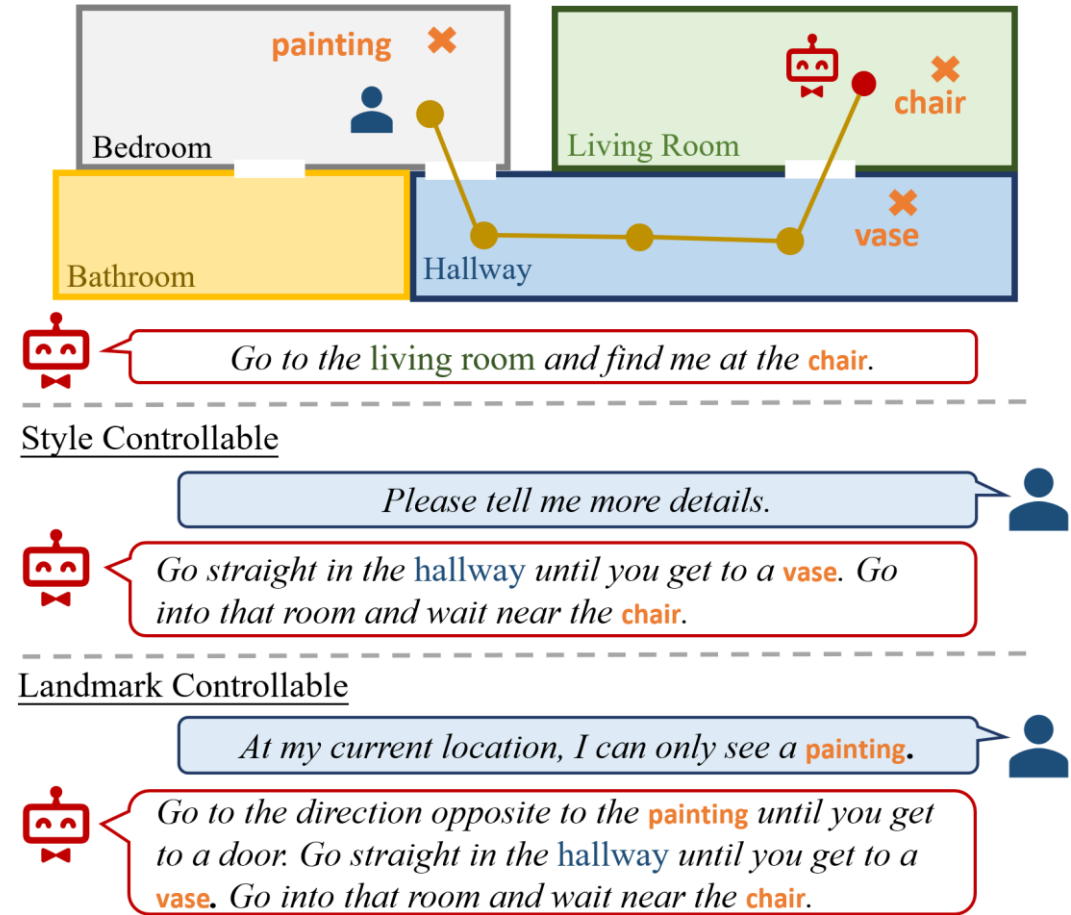 painting
chair
Bedroom
Living Room
vase
Bathroom
Hallway
Go to the living room and find me at the chair.
Style Controllable
Please tell me more details.
Go straight in the hallway until you get to a vase. Go
into that room and wait near the chair.
Landmark Controllable
At my current location, I can only see a painting.
Go to the direction opposite to the painting until you get
to a door. Go straight in the hallway until you get to a
vase. Go into that room and wait near the chair.